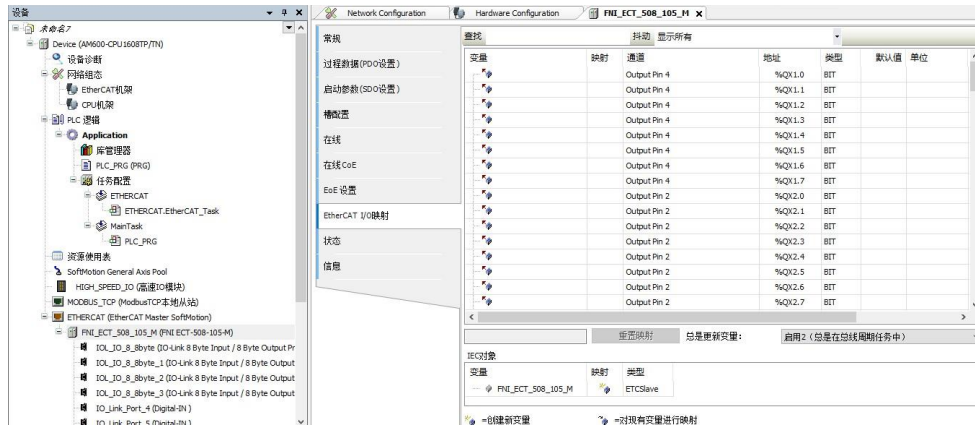 设备
未命名7
Device (AM600-CPU1608TP/TN)
设备诊断
网络组态
EtherCAT机架
CPU机架
PLC 逻辑
Application
库管理器
PLC_PRG (PRG)
任务配置
ETHERCAT
ETHERCAT.EtherCAT_Task
MainTask
PLC_PRG
资源使用表
SoftMotion General Axis Pool
HIGH_SPEED_IO (高速IO模块)
MODBUS_TCP (ModbusTCP本地从站)
ETHERCAT (EtherCAT Master SoftMotion)
FNI_ECT_508_105_M (FNI ECT-508-105-M)
IOL_IO_8_8byte (IO-Link 8 Byte Input / 8 Byte Output Pr
IOL_IO_8_8byte_1 (IO-Link 8 Byte Input / 8 Byte Output
IOL_IO_8_8byte_2 (IO-Link 8 Byte Input / 8 Byte Output
IOL_IO_8_8byte_3 (IO-Link 8 Byte Input / 8 Byte Output
IO_Link_Port_4 (Digital-IN )
IO_Link_Port_5 (Digital-IN )
Network Configuration
Hardware Configuration
FNI_ECT_508_105_M X
常规
过程数据(PDO设置)
启动参数(SDO设置)
槽配置
在线
在线CoE
EoE 设置
EtherCAT I/O映射
状态
信息
查找 抖动 显示所有
变量 映射 通道 地址 类型 默认值 单位
Output Pin 4 %QX1.0 BIT
Output Pin 4 %QX1.1 BIT
Output Pin 4 %QX1.2 BIT
Output Pin 4 %QX1.3 BIT
Output Pin 4 %QX1.4 BIT
Output Pin 4 %QX1.5 BIT
Output Pin 4 %QX1.6 BIT
Output Pin 4 %QX1.7 BIT
Output Pin 2 %QX2.0 BIT
Output Pin 2 %QX2.1 BIT
Output Pin 2 %QX2.2 BIT
Output Pin 2 %QX2.3 BIT
Output Pin 2 %QX2.4 BIT
Output Pin 2 %QX2.5 BIT
Output Pin 2 %QX2.6 BIT
Output Pin 2 %QX2.7 BIT
重置映射 总是更新变量: 启用2 (总是在总线周期任务中)
IEC对象
变量 映射 类型
FNI_ECT_508_105_M ETCSlave
=创建新变量 =对现有变量进行映射